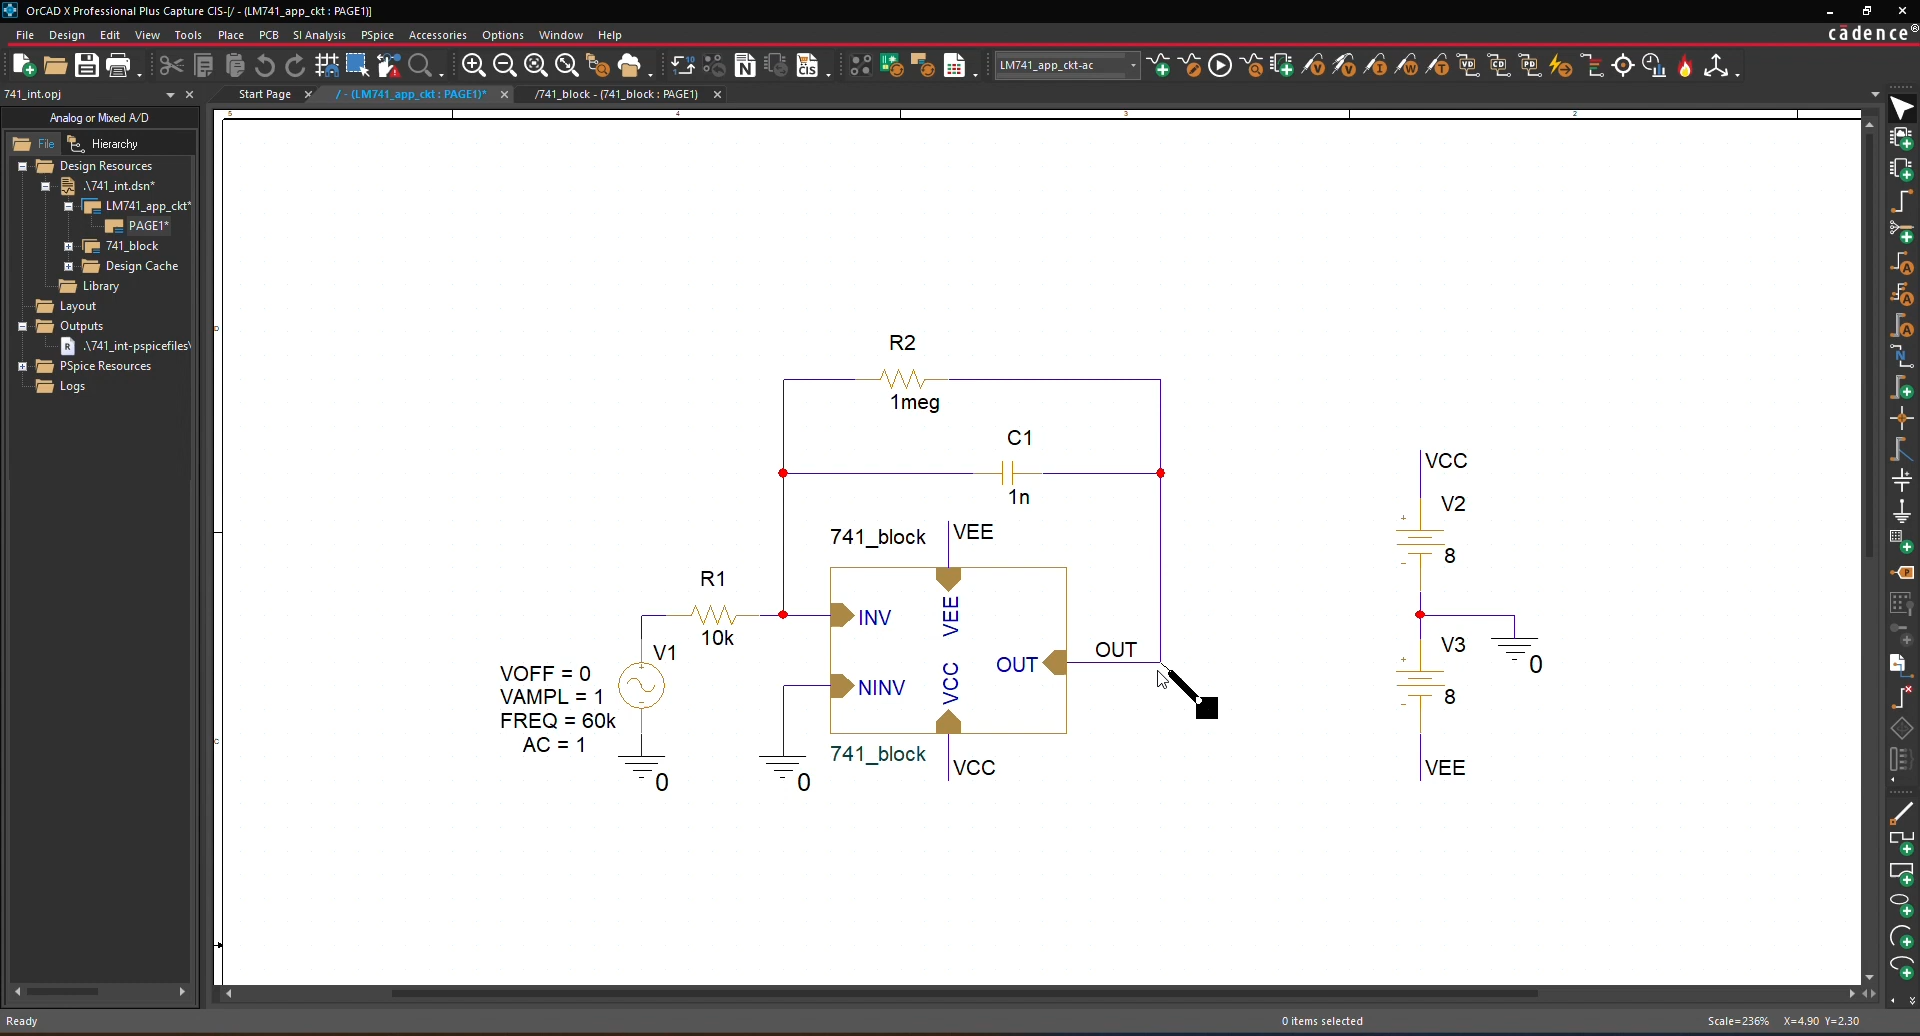 OrCAD X Professional Plus Capture CIS-[/ - (LM741_app_ckt : PAGE1)]
File Design Edit View Tools Place PCB SI Analysis PSpice Accessories Options Window Help
cādence®
LM741_app_ckt-ac
741_int.opj
Start Page
/ - (LM741_app_ckt : PAGE1)*
/741_block - (741_block : PAGE1)
Analog or Mixed A/D
File
Hierarchy
Design Resources
.\741_int.dsn*
LM741_app_ckt*
PAGE1*
741_block
Design Cache
Library
Layout
Outputs
.\741_int-pspicefiles\
PSpice Resources
Logs
5
4
3
2
D
C
R2
1meg
C1
1n
741_block
VEE
R1
10k
INV
VEE
V1
OUT
OUT
NINV
VCC
VOFF = 0
VAMPL = 1
FREQ = 60k
AC = 1
0
0
741_block
VCC
VCC
V2
8
V3
0
8
VEE
Ready
0 items selected
Scale=236% X=4.90 Y=2.30